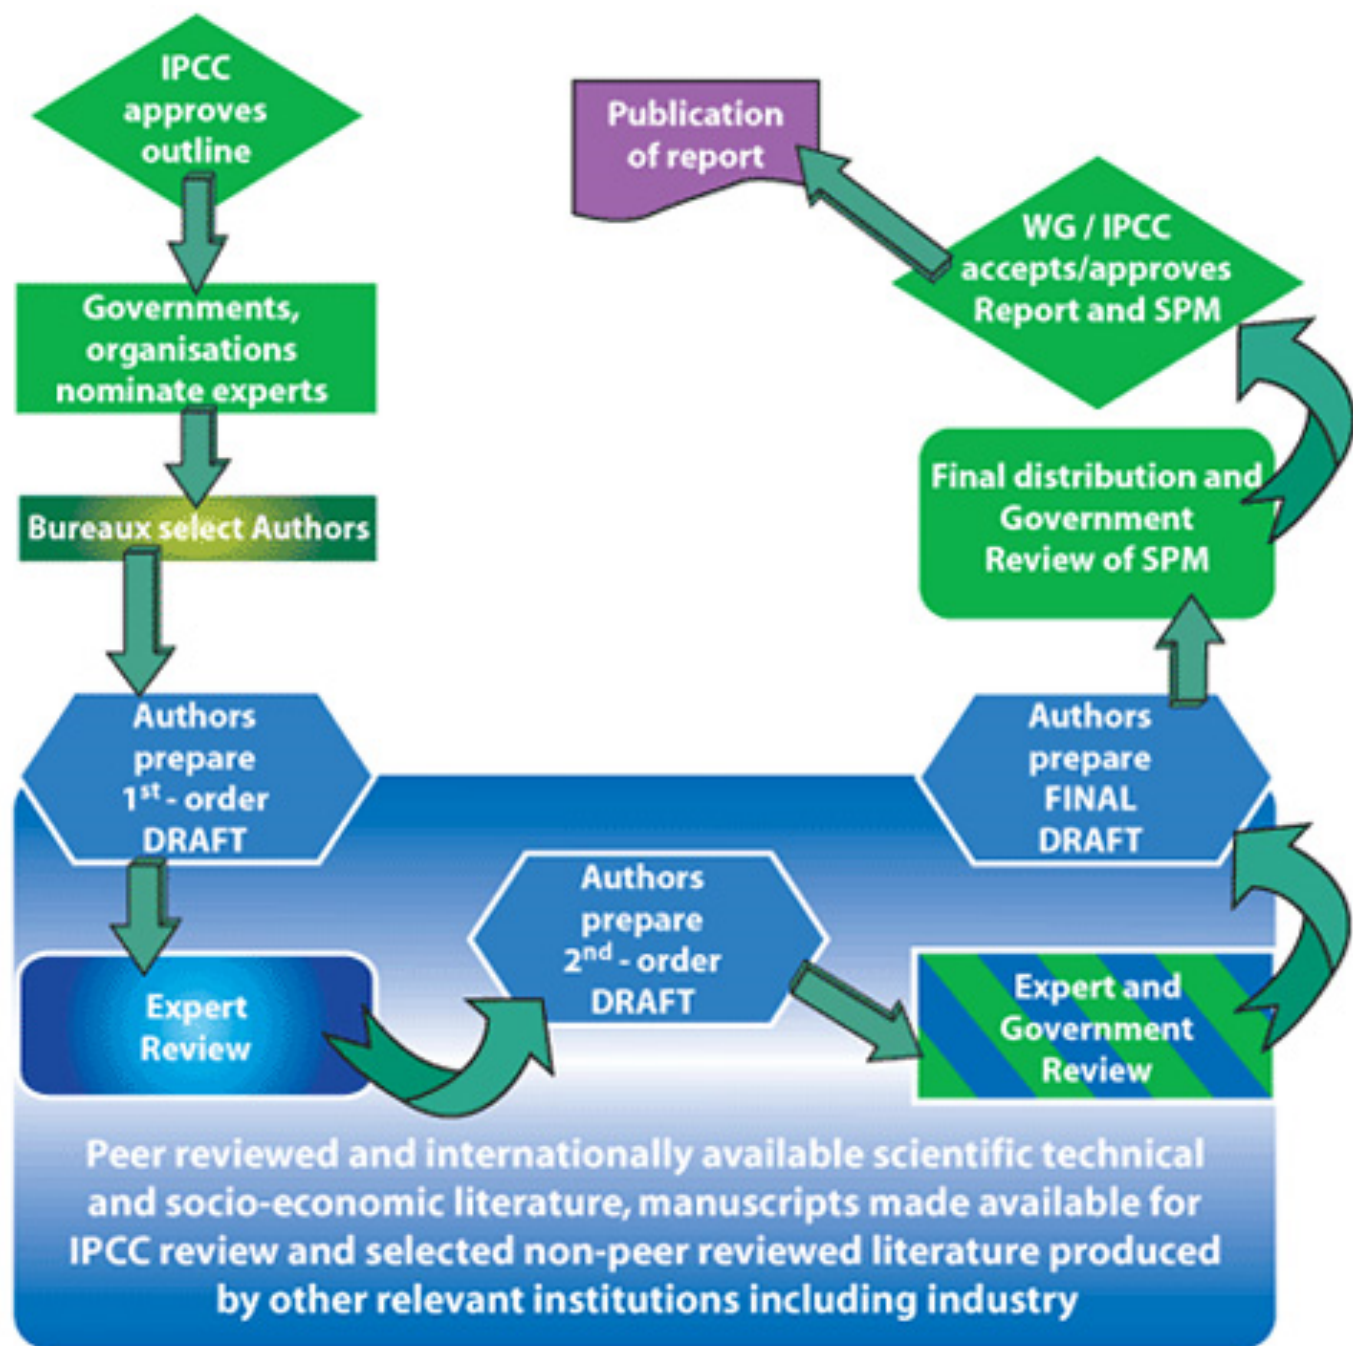 IPCC
approves
outline
Governments,
organisations
nominate experts
Bureaux select Authors
Authors
prepare
1st - order
DRAFT
Expert
Review
Authors
prepare
2nd - order
DRAFT
Expert and
Government
Review
Authors
prepare
FINAL
DRAFT
Final distribution and
Government
Review of SPM
WG / IPCC
accepts/approves
Report and SPM
Publication
of report
Peer reviewed and internationally available scientific technical
and socio-economic literature, manuscripts made available for
IPCC review and selected non-peer reviewed literature produced
by other relevant institutions including industry